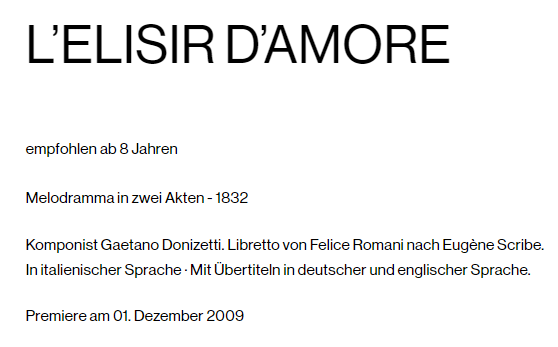 L’ELISIR D’AMORE
empfohlen ab 8 Jahren
Melodramma in zwei Akten - 1832
Komponist Gaetano Donizetti. Libretto von Felice Romani nach Eugène Scribe.
In italienischer Sprache · Mit Übertiteln in deutscher und englischer Sprache.
Premiere am 01. Dezember 2009